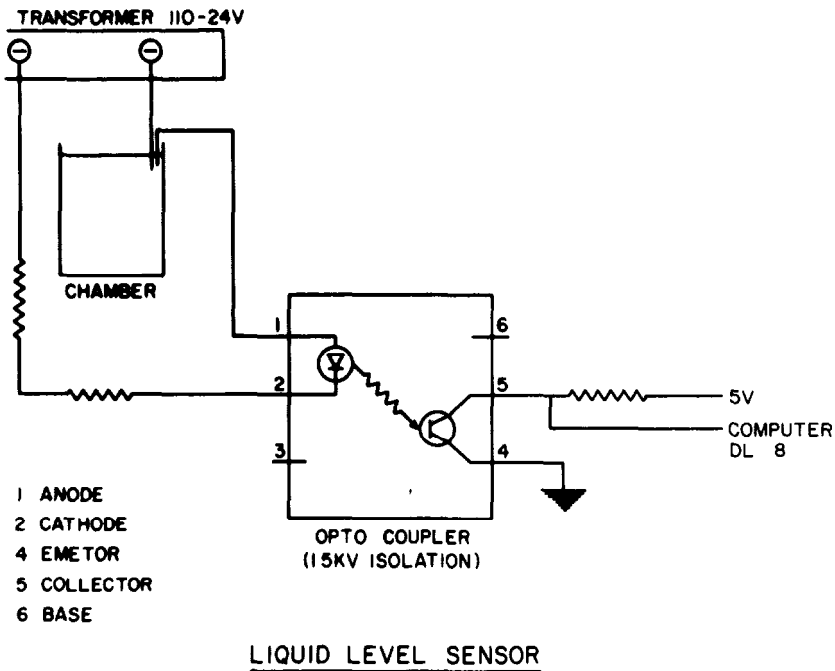 TRANSFORMER 110-24V
CHAMBER
1
2
3
6
5
4
5V
COMPUTER
DL 8
OPTO COUPLER
(15KV ISOLATION)
1 ANODE
2 CATHODE
4 EMETOR
5 COLLECTOR
6 BASE
LIQUID LEVEL SENSOR